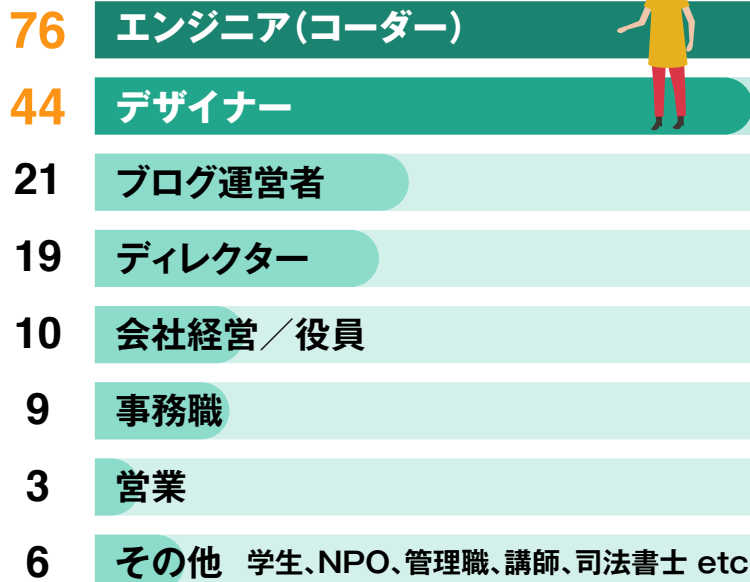 76 エンジニア(コーダー)
44 デザイナー
21 ブログ運営者
19 ディレクター
10 会社経営／役員
9 事務職
3 営業
6 その他 学生、NPO、管理職、講師、司法書士 etc